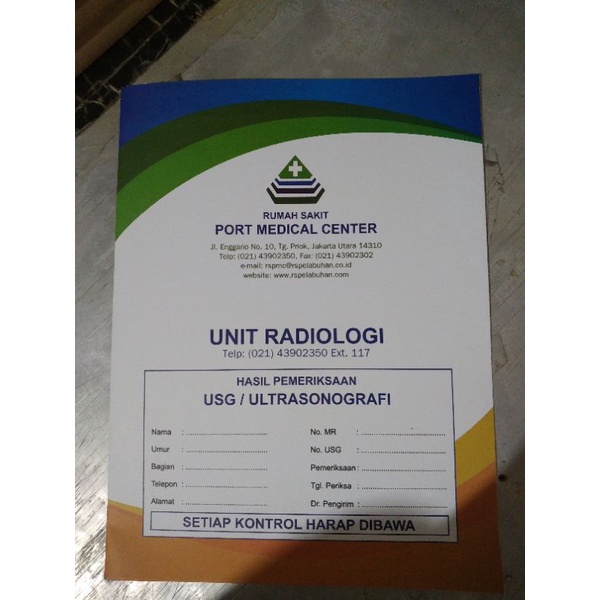 RUMAH SAKIT
PORT MEDICAL CENTER
Jl. Enggano No. 10, Tg. Priok, Jakarta Utara 14310
Telp: (021) 43902350, Fax: (021) 43902302
e-mail: rspmc@rspelabuhan.co.id
website: www.rspelabuhan.com
UNIT RADIOLOGI
Telp: (021) 43902350 Ext. 117
HASIL PEMERIKSAAN
USG / ULTRASONOGRAFI
Nama : ................................
Umur : ................................
Bagian : ................................
Telepon : ................................
Alamat : ................................
No. MR : ................................
No. USG : ................................
Pemeriksaan : ................................
Tgl. Periksa : ................................
Dr. Pengirim : ................................
SETIAP KONTROL HARAP DIBAWA